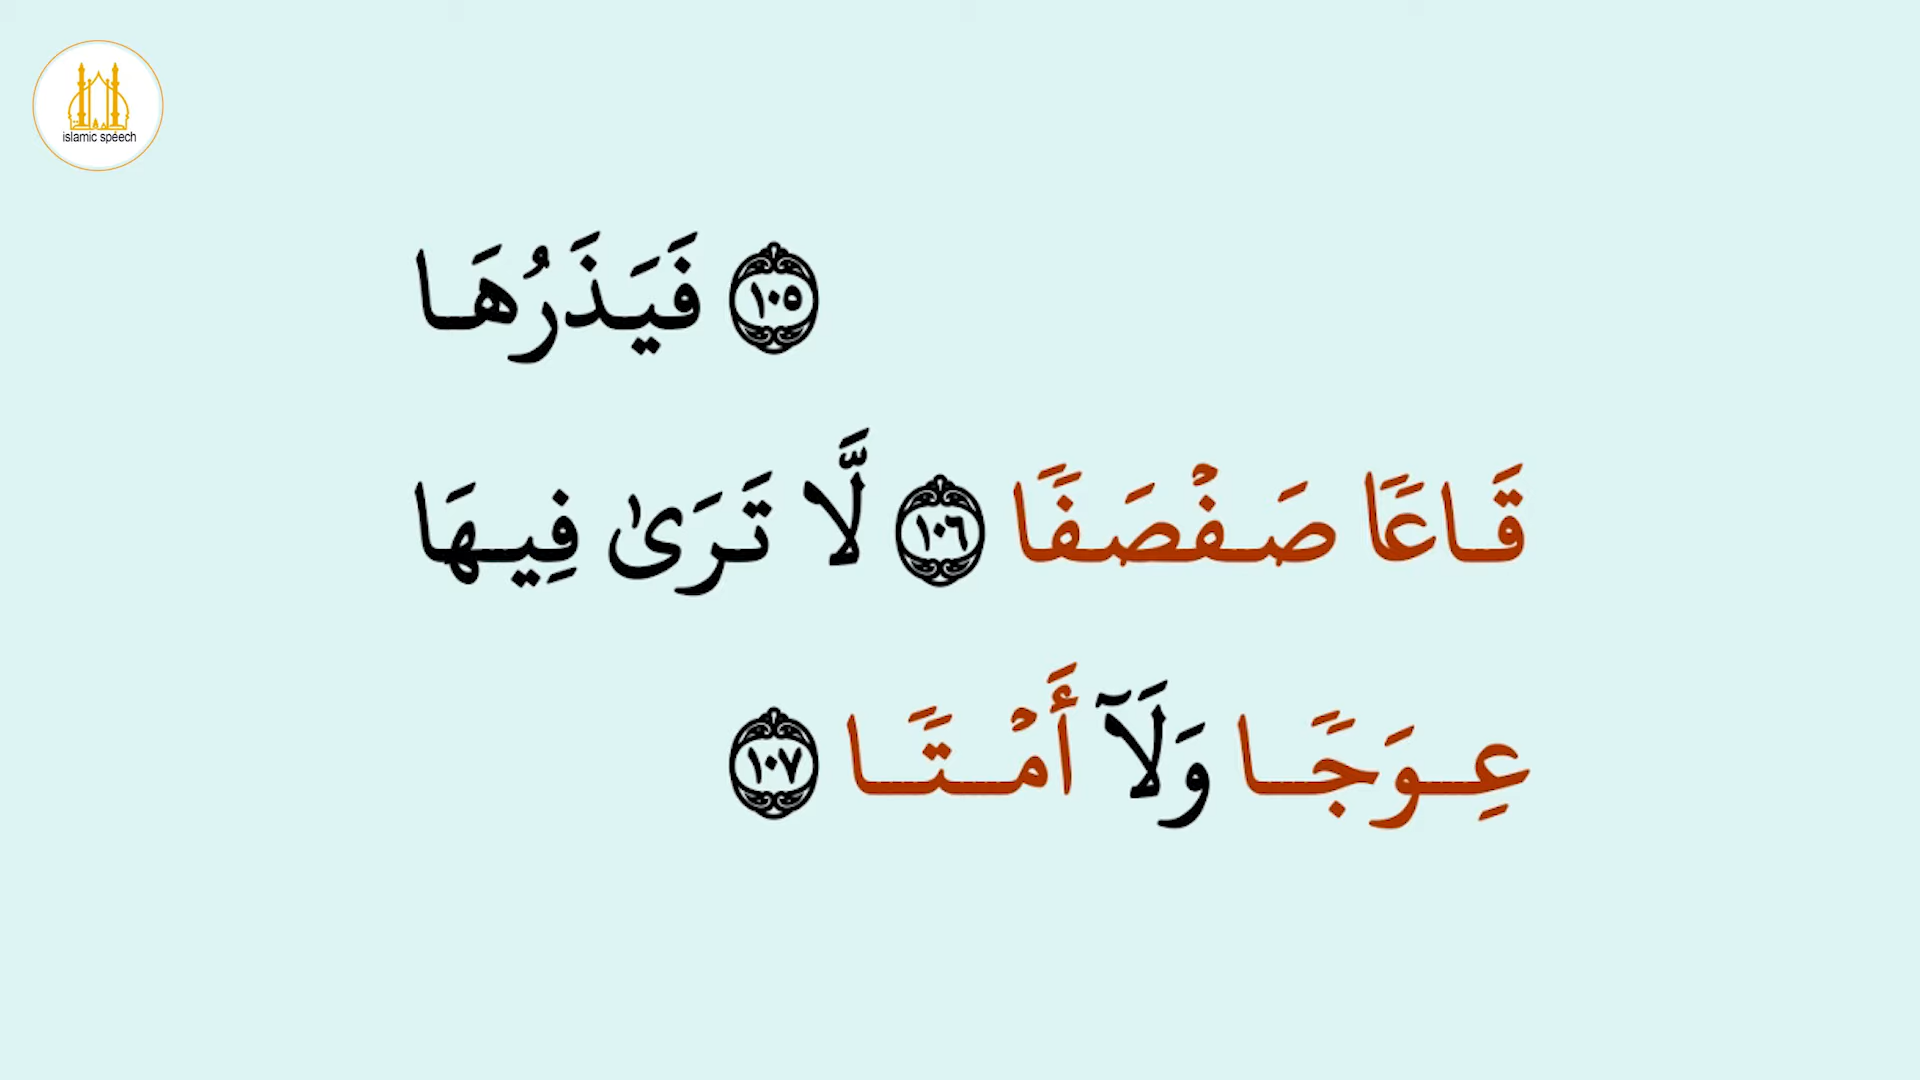 islamic speech
١٠٥ فَيَذَرُهَا
قَاعًا صَفْصَفًا ١٠٦ لَّا تَرَىٰ فِيهَا
عِوَجًا وَلَآ أَمْتًا ١٠٧